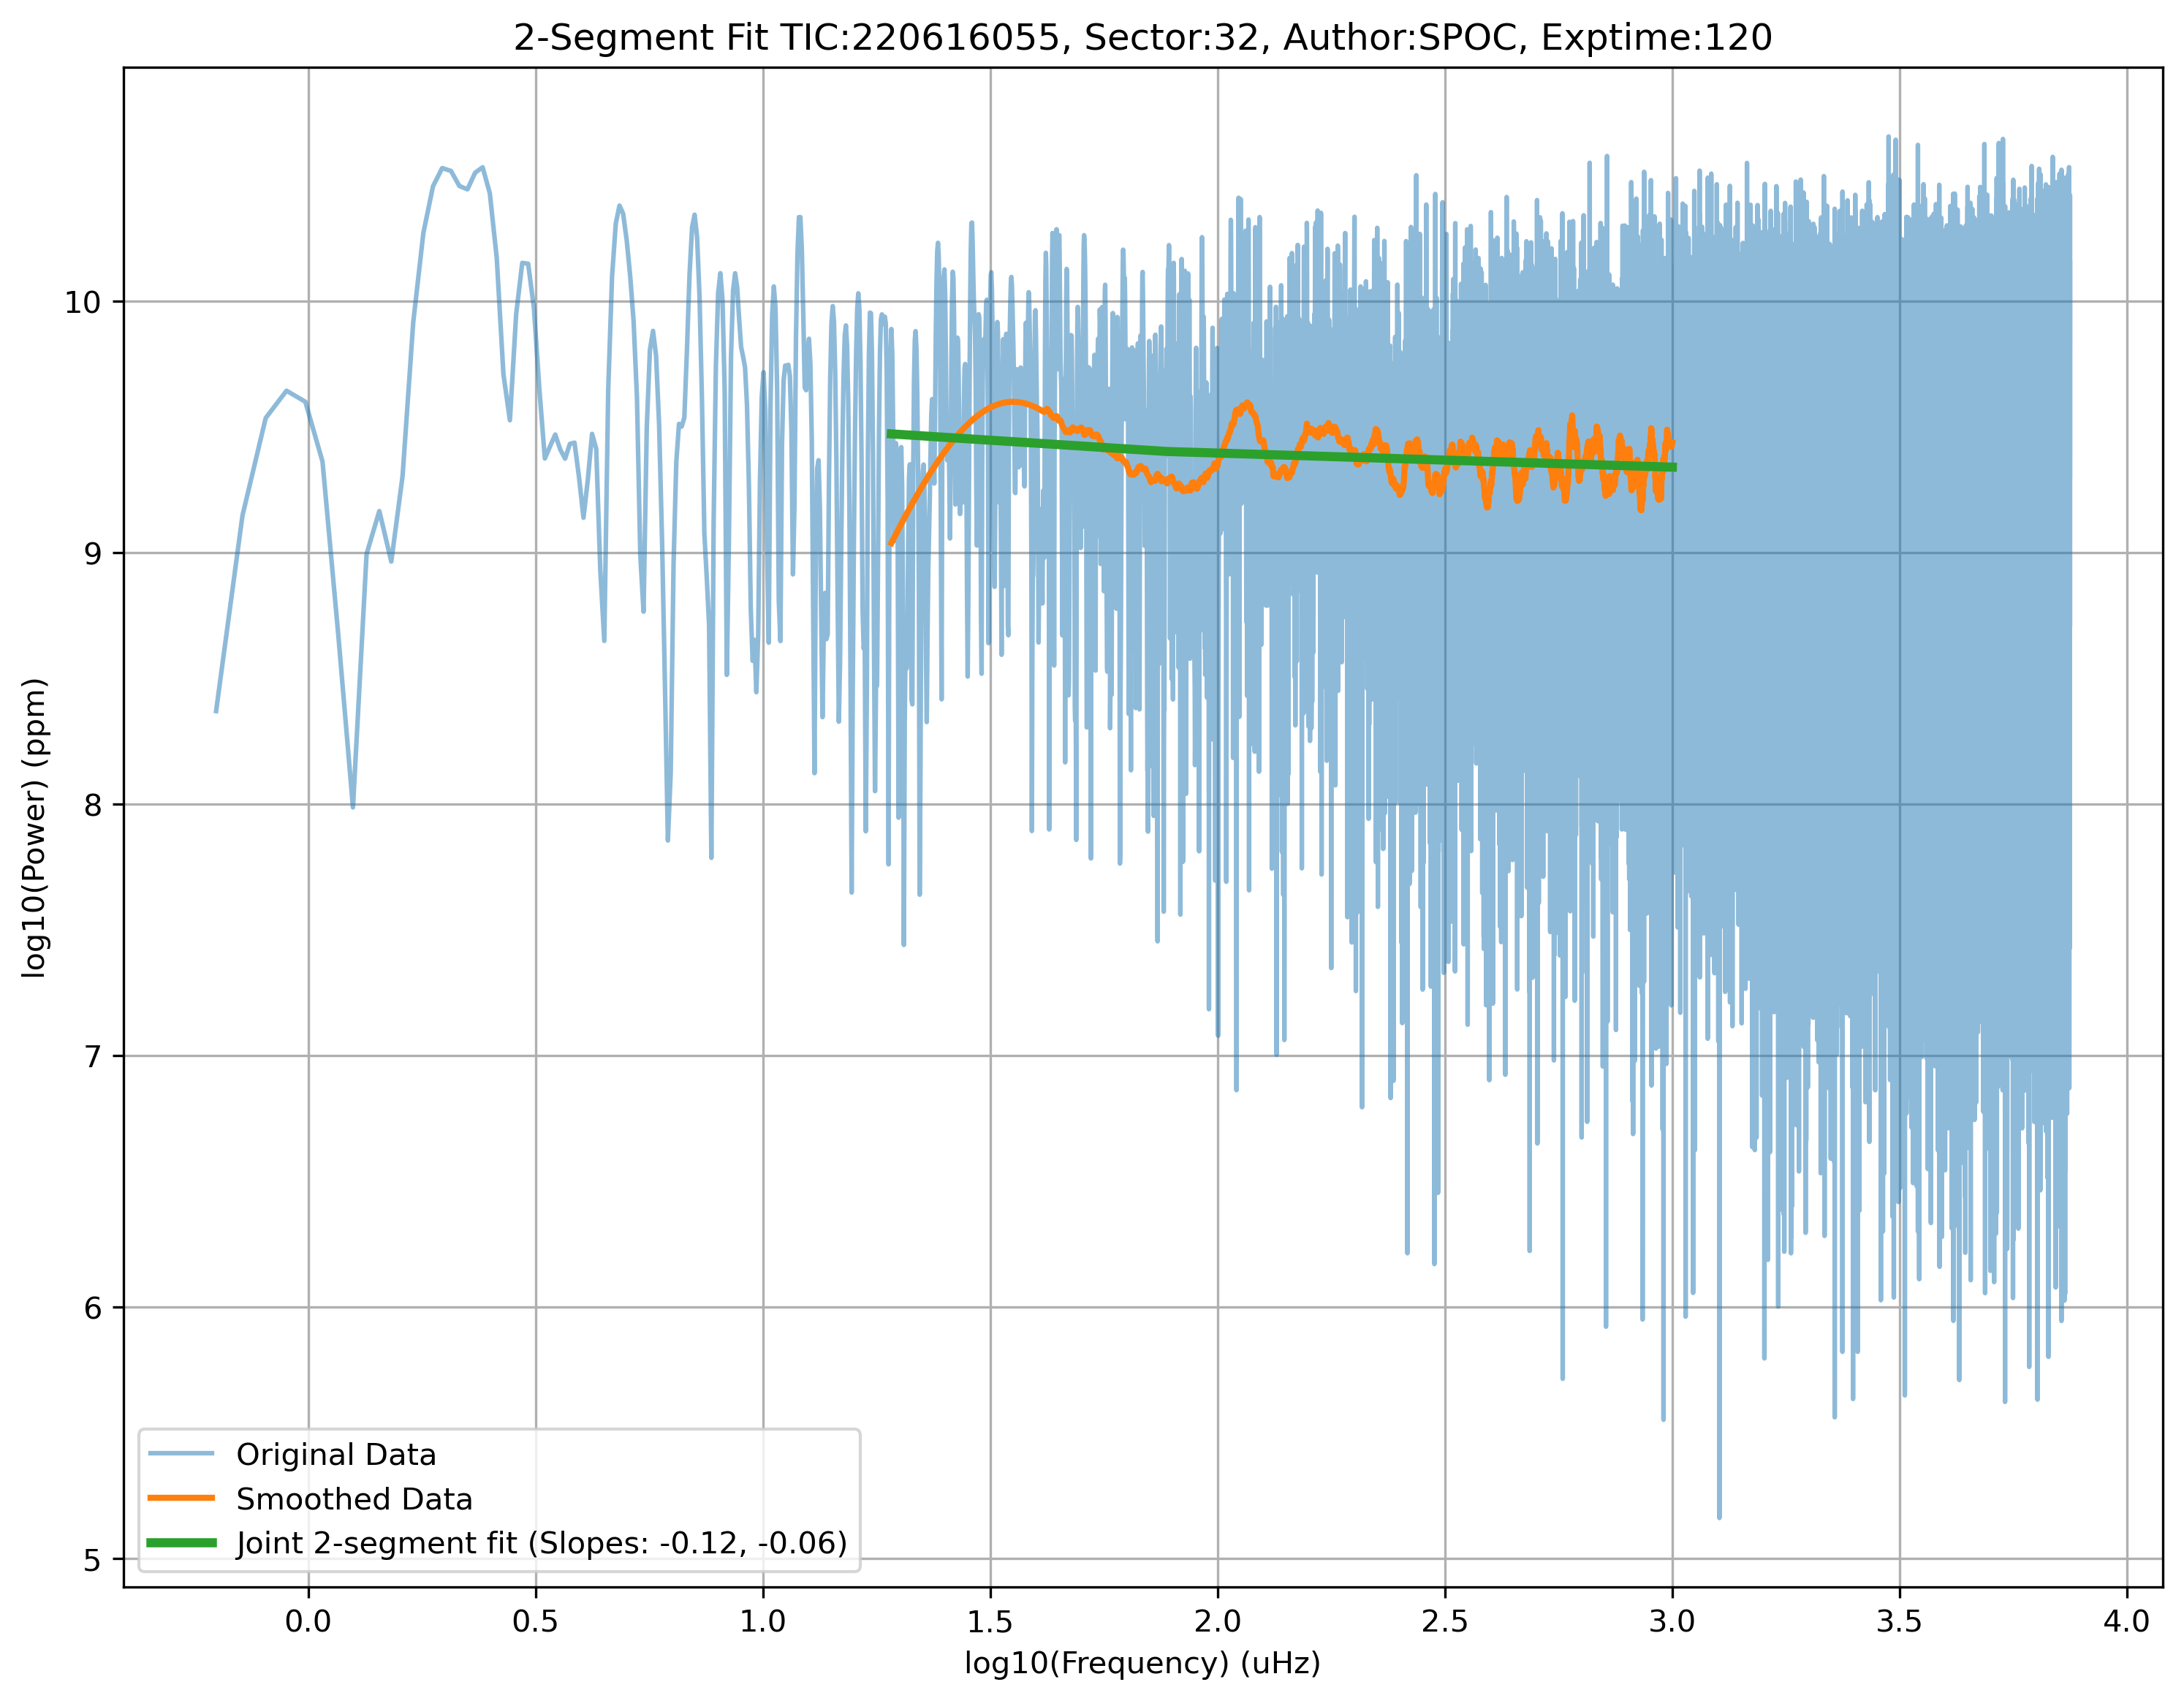 2-Segment Fit TIC:220616055, Sector:32, Author:SPOC, Exptime:120
log10(Power) (ppm)
10
9
8
7
6
5
Original Data
Smoothed Data
Joint 2-segment fit (Slopes: -0.12, -0.06)
0.0 0.5 1.0 1.5 2.0 2.5 3.0 3.5 4.0
log10(Frequency) (uHz)